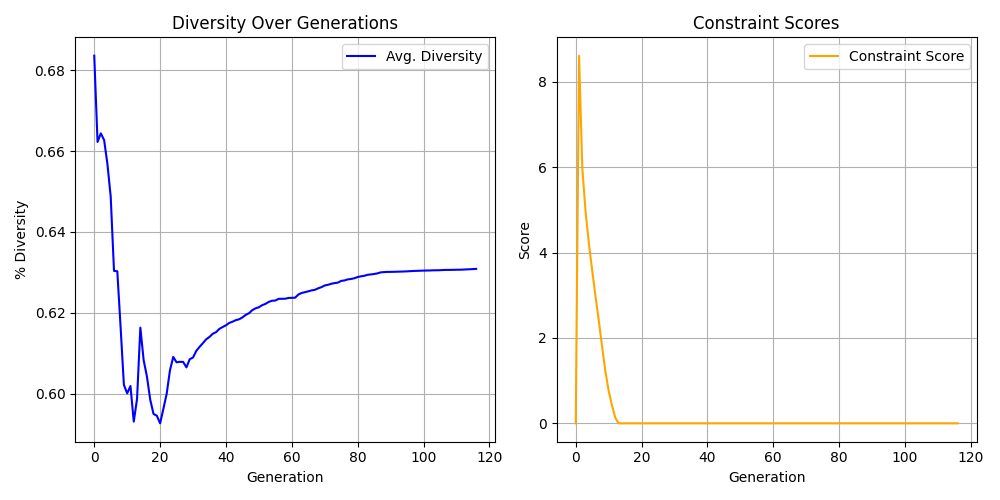 Diversity Over Generations
Avg. Diversity
% Diversity
0.68
0.66
0.64
0.62
0.60
0 20 40 60 80 100 120
Generation
Constraint Scores
Constraint Score
Score
8
6
4
2
0
0 20 40 60 80 100 120
Generation